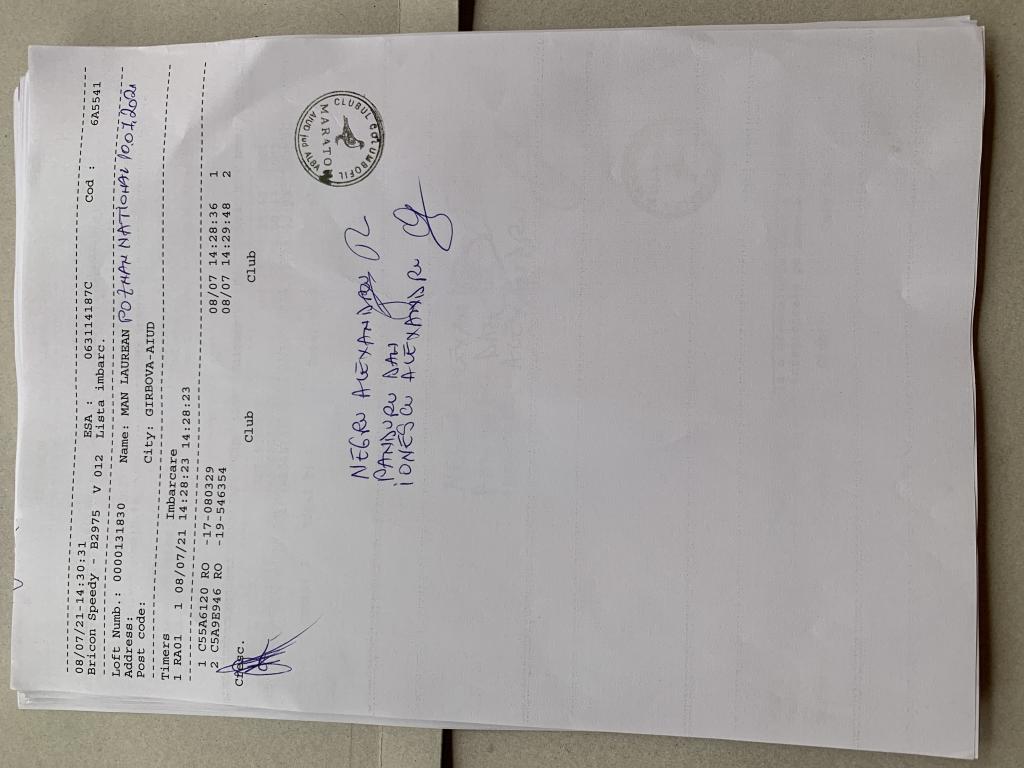 08/07/21-14:30:31 ESA : 063114187C Cod : 6A5541
Bricon Speedy - B2975 V 012 Lista imbarc.
Loft Numb.: 0000131830 Name: MAN LAUREAN POZNAN NATIONAL 10.07.2021
Address: City: GIRBOVA-AIUD
Post code:
Timers Imbarcare
1 RA01 1 08/07/21 14:28:23 14:28:23
1 C55A6120 RO -17-080329 08/07 14:28:36 1
2 C5A9E946 RO -19-546354 08/07 14:29:48 2
Club Club
NEGRU ALEXANDRU
PANDURU DAN
IONESCU ALEXANDRU
CLUBUL COLUMBOFIL
MARATON
AIUD jud ALBA